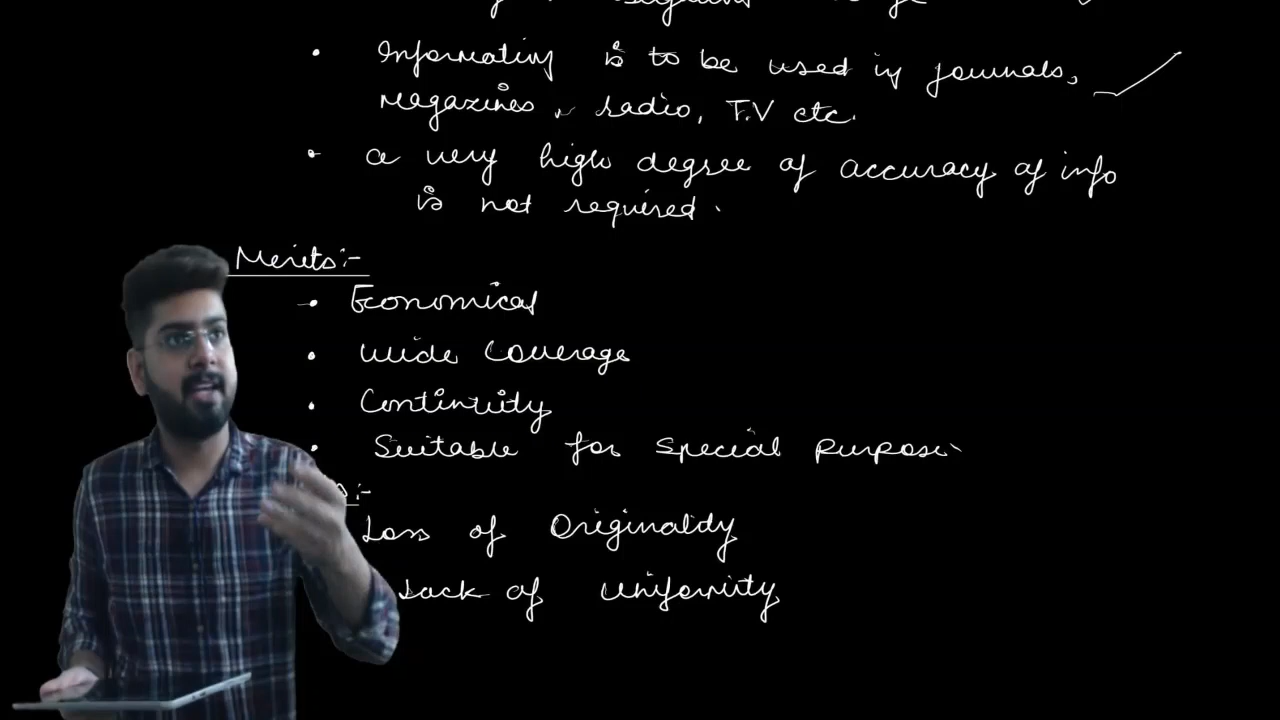 • Information is to be used in journals,
magazines, radio, T.V etc.
• a very high degree of accuracy of info
is not required.
Merits:-
• Economical
• Wide Coverage
• Continuity
• Suitable for special purpose
Loss of Originality
Lack of Uniformity